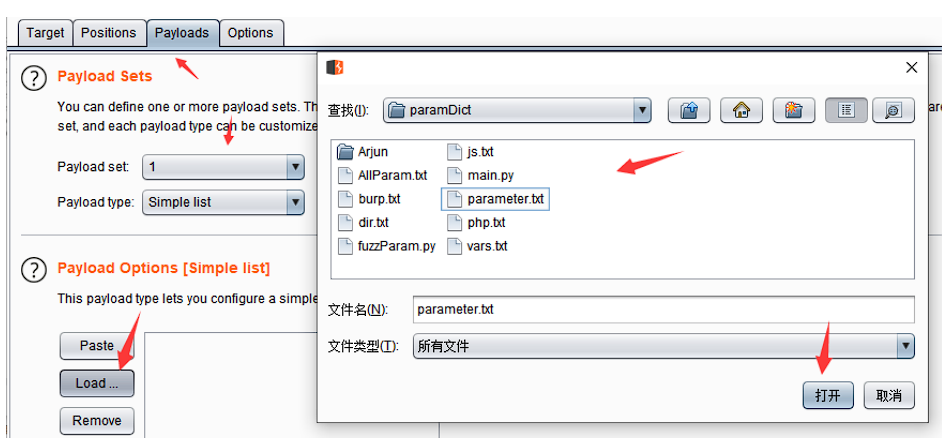 Target Positions Payloads Options
Payload Sets
You can define one or more payload sets. Th
set, and each payload type can be customize
Payload set: 1
Payload type: Simple list
Payload Options [Simple list]
This payload type lets you configure a simple
Paste
Load ...
Remove
查找(I): paramDict
Arjun js.txt
AllParam.txt main.py
burp.txt parameter.txt
dir.txt php.txt
fuzzParam.py vars.txt
文件名(N): parameter.txt
文件类型(T): 所有文件
打开 取消